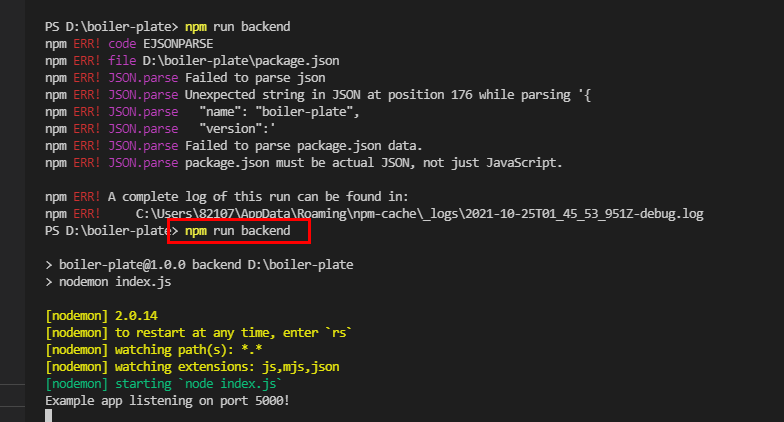 PS D:\boiler-plate> npm run backend
npm ERR! code EJSONPARSE
npm ERR! file D:\boiler-plate\package.json
npm ERR! JSON.parse Failed to parse json
npm ERR! JSON.parse Unexpected string in JSON at position 176 while parsing '{
npm ERR! JSON.parse   "name": "boiler-plate",
npm ERR! JSON.parse   "version":'
npm ERR! JSON.parse Failed to parse package.json data.
npm ERR! JSON.parse package.json must be actual JSON, not just JavaScript.
npm ERR! A complete log of this run can be found in:
npm ERR!     C:\Users\82107\AppData\Roaming\npm-cache\_logs\2021-10-25T01_45_53_951Z-debug.log
PS D:\boiler-plate> npm run backend
> boiler-plate@1.0.0 backend D:\boiler-plate
> nodemon index.js
[nodemon] 2.0.14
[nodemon] to restart at any time, enter `rs`
[nodemon] watching path(s): *.*
[nodemon] watching extensions: js,mjs,json
[nodemon] starting `node index.js`
Example app listening on port 5000!